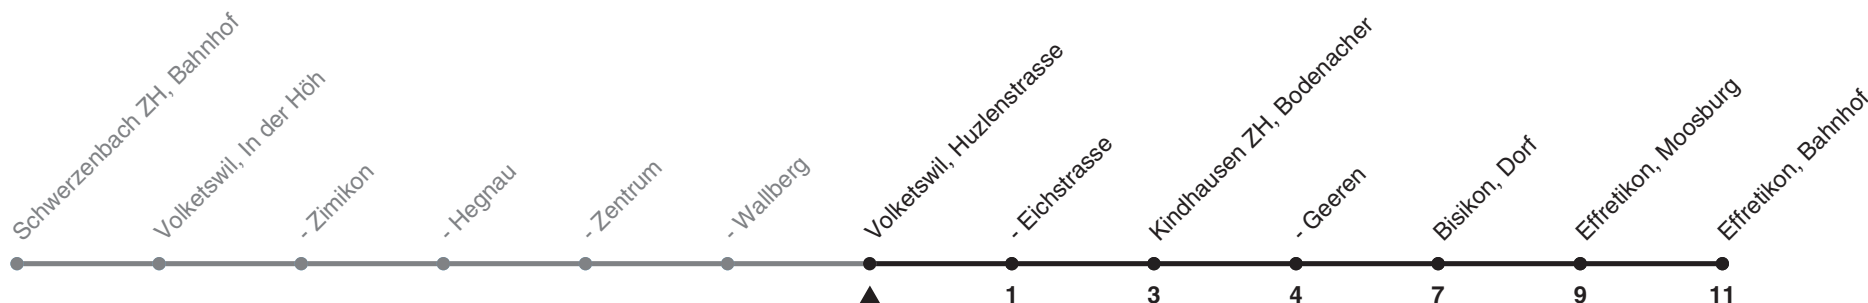 Schwerzenbach ZH, Bahnhof
Volketswil, In der Höh
- Zimikon
- Hegnau
- Zentrum
- Wallberg
Volketswil, Huzlenstrasse
- Eichstrasse
Kindhausen ZH, Bodenacher
- Geeren
Bisikon, Dorf
Effretikon, Moosburg
Effretikon, Bahnhof
1 3 4 7 9 11